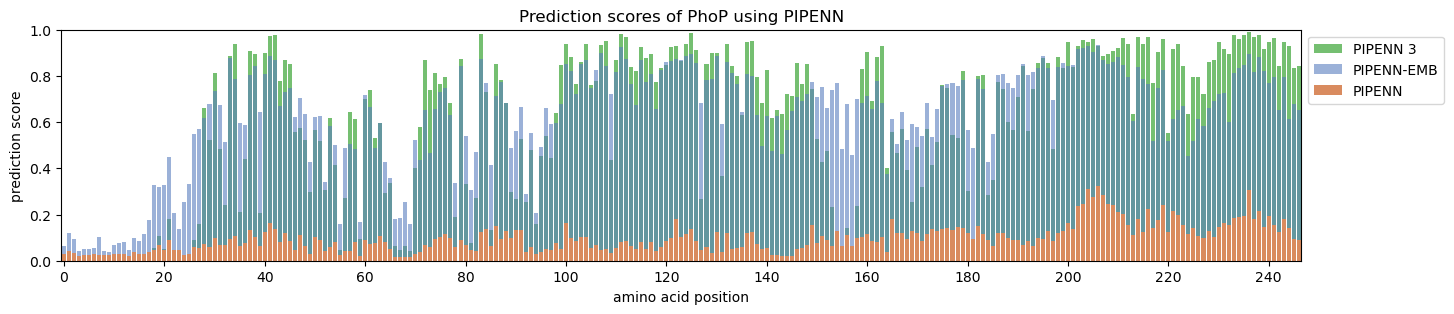 Prediction scores of PhoP using PIPENN
1.0
0.8
0.6
0.4
0.2
0.0
prediction score
0 20 40 60 80 100 120 140 160 180 200 220 240
amino acid position
PIPENN 3
PIPENN-EMB
PIPENN